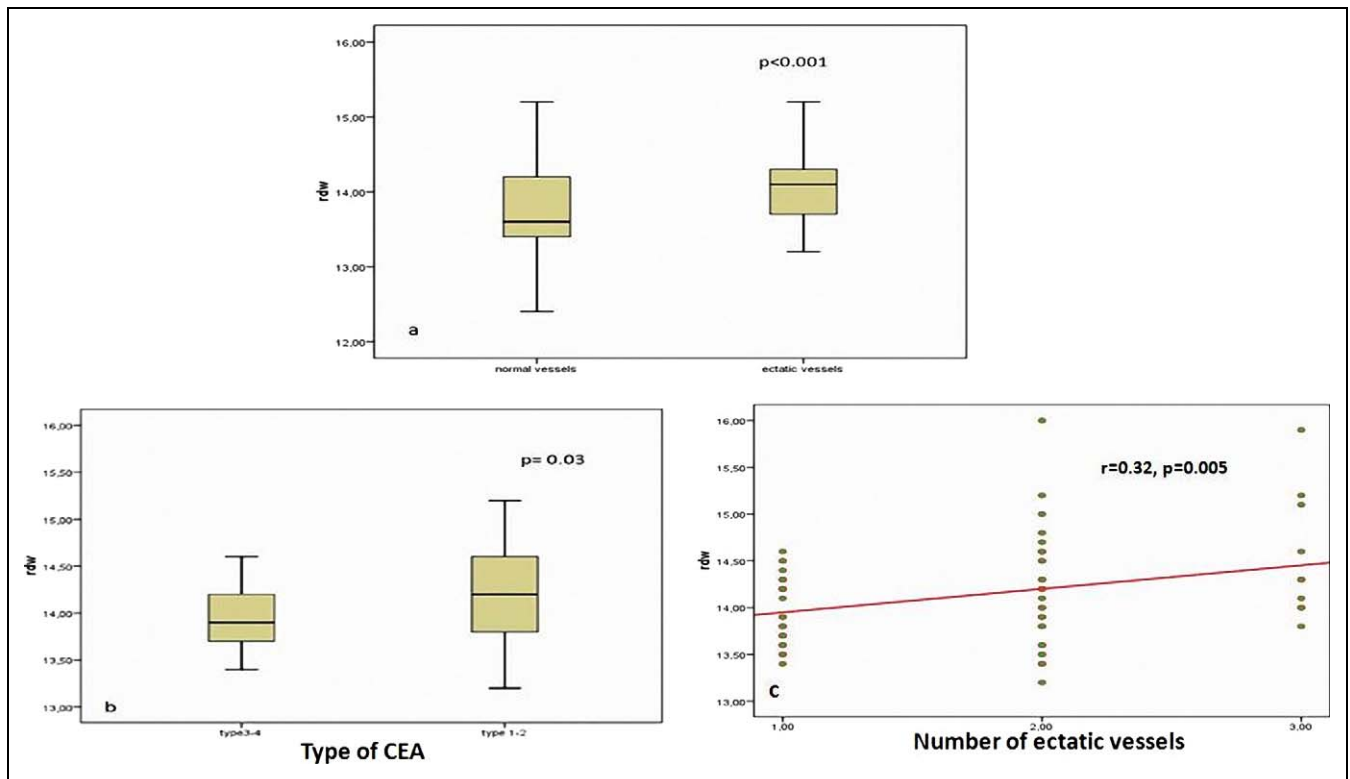 16,00
p<0.001
15,00
rdw
14,00
13,00
a
12,00
normal vessels ectatic vessels
16,00
p= 0.03
15,50
15,00
14,50
rdw
14,00
13,50
13,00
b
type3-4 type 1-2
Type of CEA
16,00
r=0.32, p=0.005
15,50
15,00
14,50
rdw
14,00
13,50
13,00
c
1,00 2,00 3,00
Number of ectatic vessels